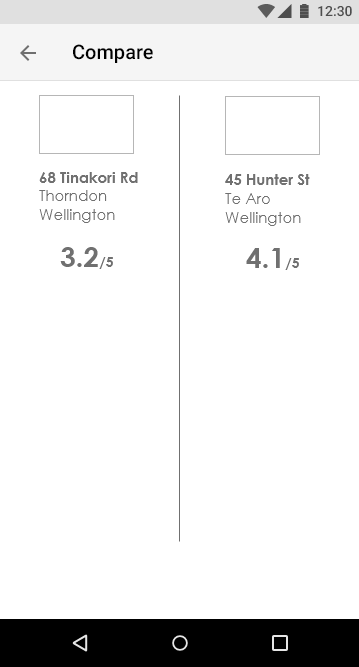 12:30
Compare
68 Tinakori Rd
Thorndon
Wellington
3.2/5
45 Hunter St
Te Aro
Wellington
4.1/5